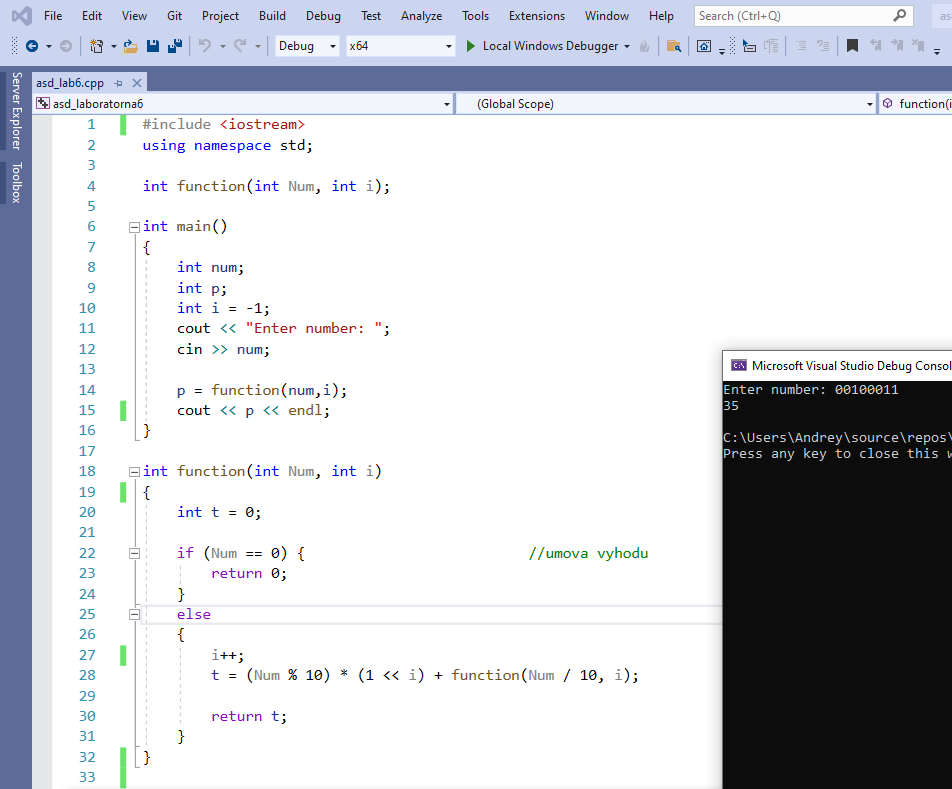 File Edit View Git Project Build Debug Test Analyze Tools Extensions Window Help Search (Ctrl+Q) as
Debug x64 Local Windows Debugger
Server Explorer
Toolbox
asd_lab6.cpp
asd_laboratorna6 (Global Scope) function(i
1 #include <iostream>
2 using namespace std;
3
4 int function(int Num, int i);
5
6 int main()
7 {
8 int num;
9 int p;
10 int i = -1;
11 cout << "Enter number: ";
12 cin >> num;
13
14 p = function(num,i);
15 cout << p << endl;
16 }
17
18 int function(int Num, int i)
19 {
20 int t = 0;
21
22 if (Num == 0) { //umova vyhodu
23 return 0;
24 }
25 else
26 {
27 i++;
28 t = (Num % 10) * (1 << i) + function(Num / 10, i);
29
30 return t;
31 }
32 }
33
Microsoft Visual Studio Debug Consol
Enter number: 00100011
35
C:\Users\Andrey\source\repos\
Press any key to close this w